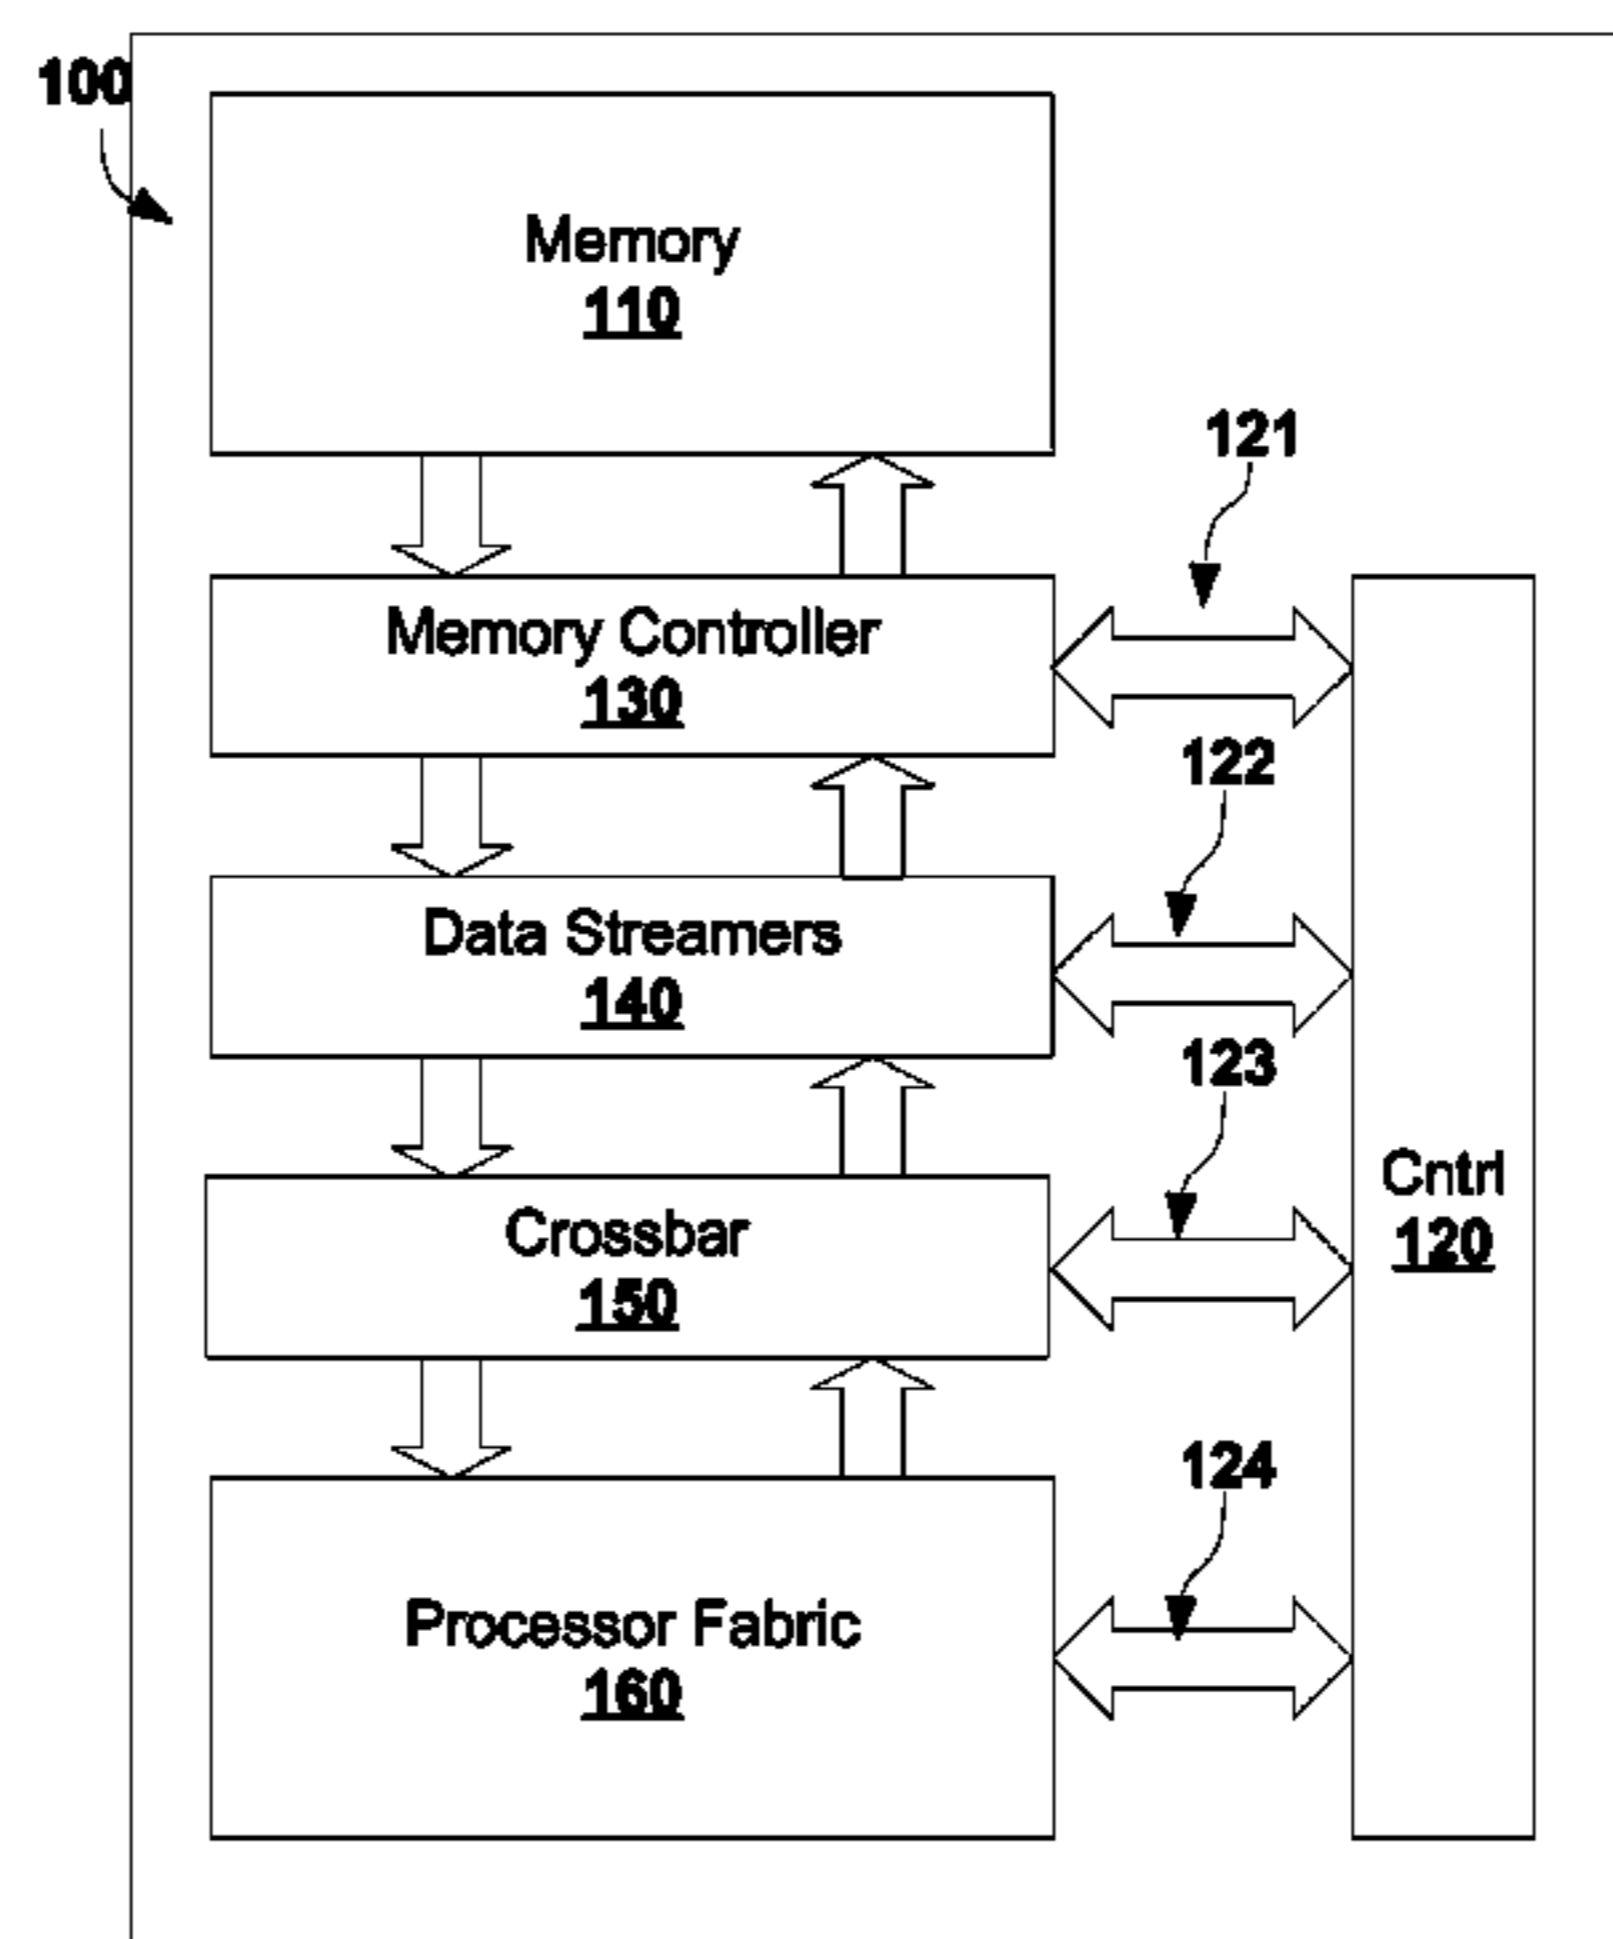 100
Memory
110
121
Memory Controller
130
122
Data Streamers
140
123
Cntrl
120
Crossbar
150
124
Processor Fabric
160